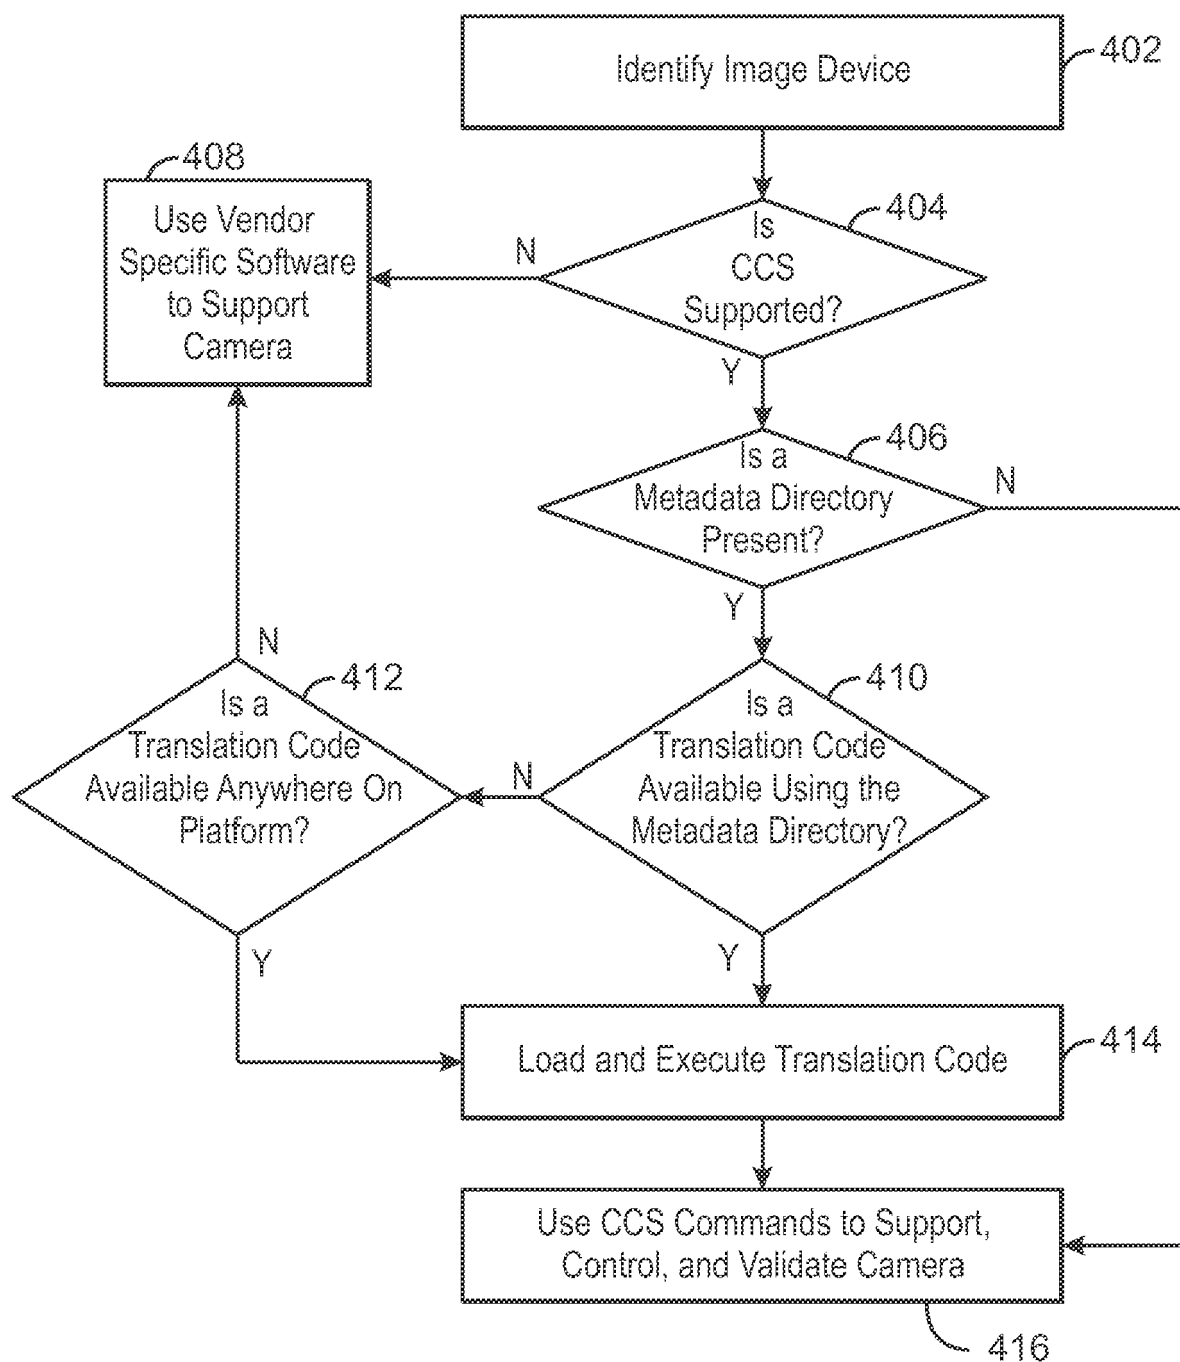 Identify Image Device
402
408
Use Vendor
Specific Software
to Support
Camera
404
Is
CCS
Supported?
N
Y
406
Is a
Metadata Directory
Present?
N
Y
N
412
Is a
Translation Code
Available Anywhere On
Platform?
N
410
Is a
Translation Code
Available Using the
Metadata Directory?
Y
Y
Load and Execute Translation Code
414
Use CCS Commands to Support,
Control, and Validate Camera
416